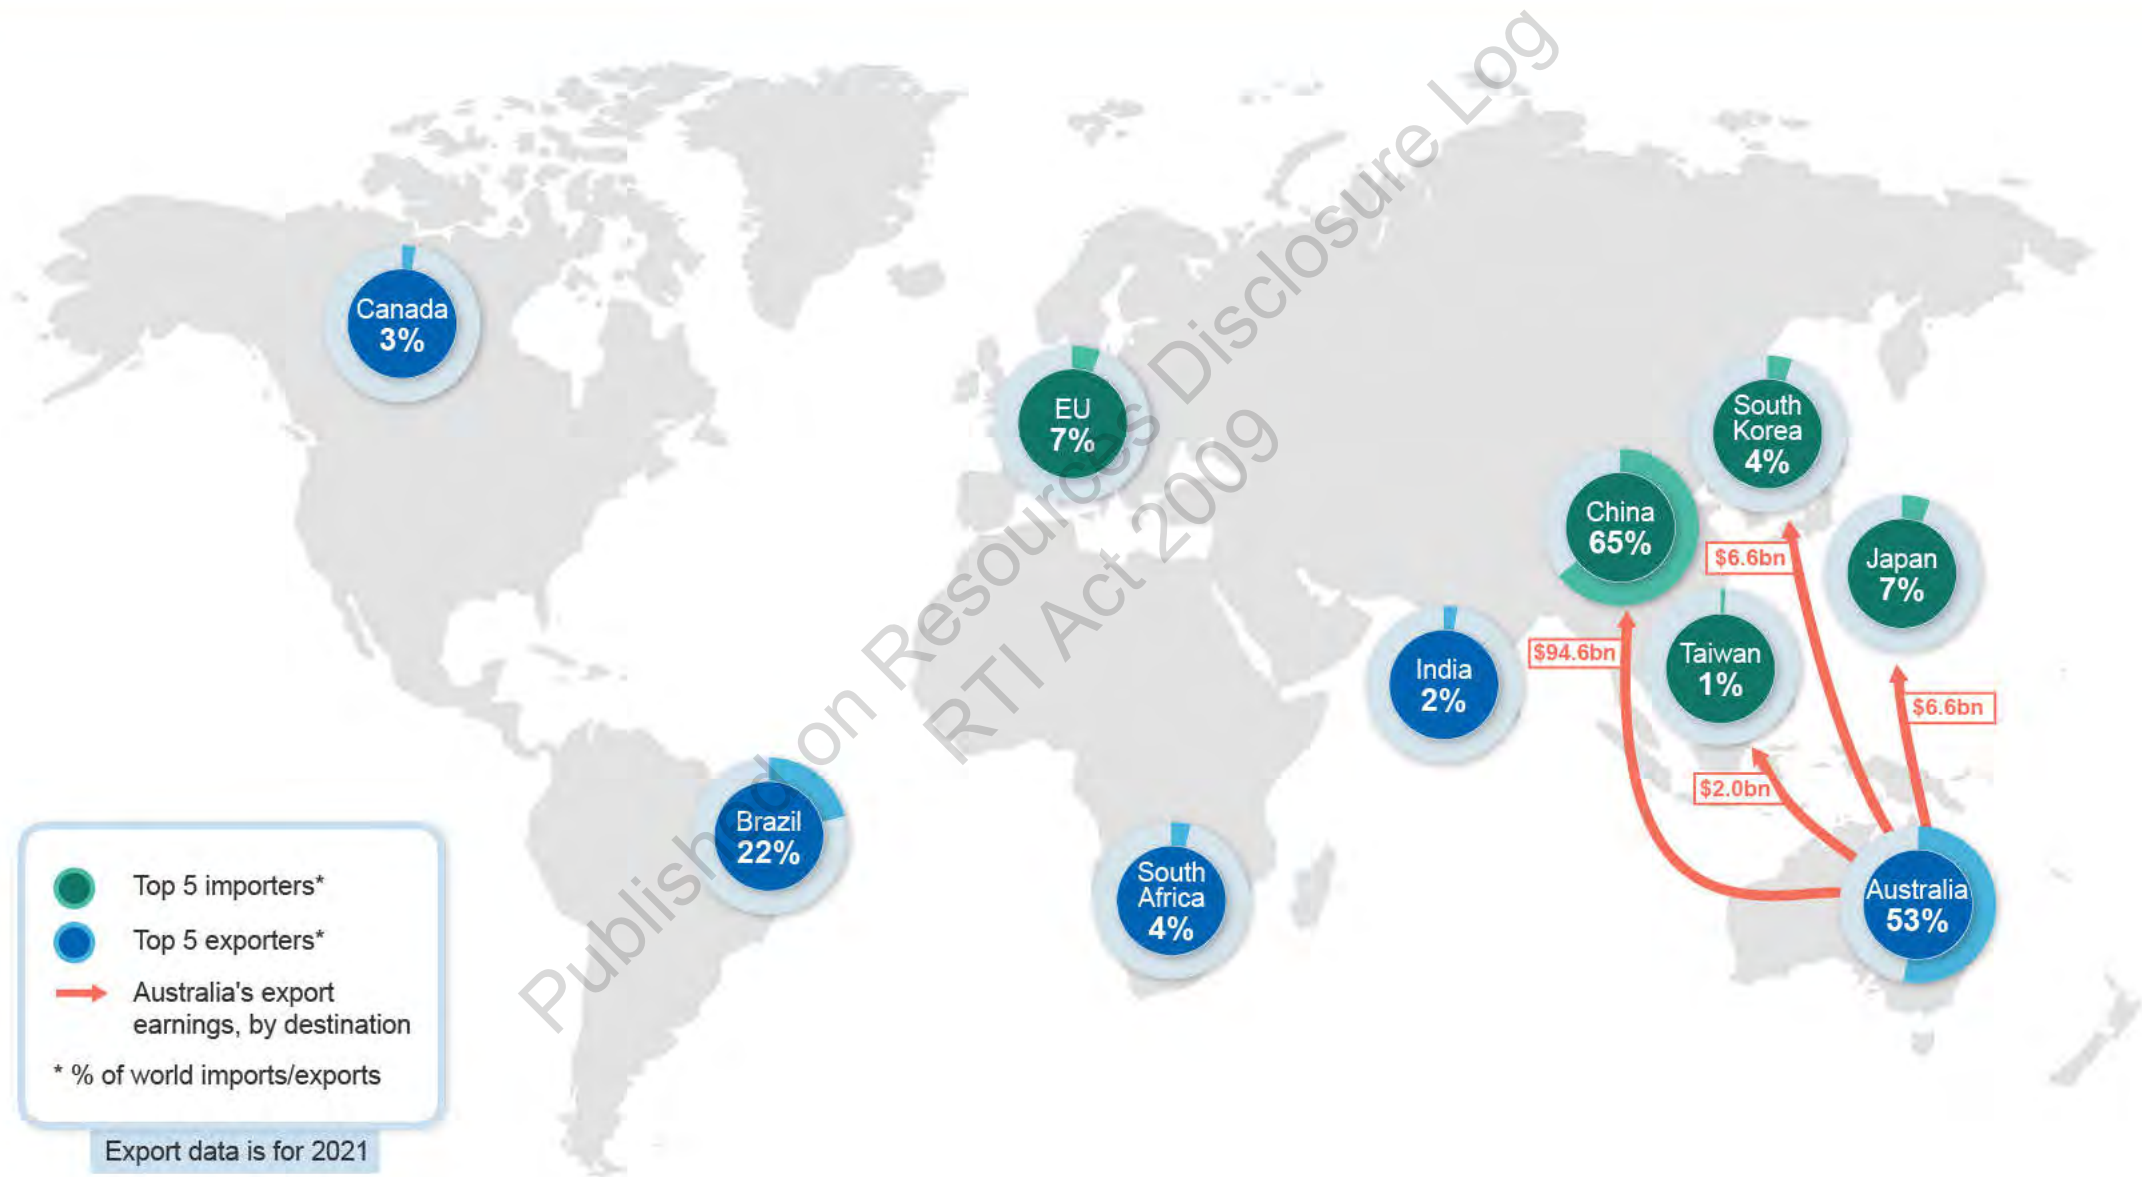 Canada
3%
EU
7%
South
Korea
4%
China
65%
Japan
7%
$6.6bn
India
2%
$94.6bn
Taiwan
1%
$6.6bn
$2.0bn
Brazil
22%
South
Africa
4%
Australia
53%
Top 5 importers*
Top 5 exporters*
Australia's export
earnings, by destination
* % of world imports/exports
Export data is for 2021
Published on Resources Disclosure Log
RTI Act 2009